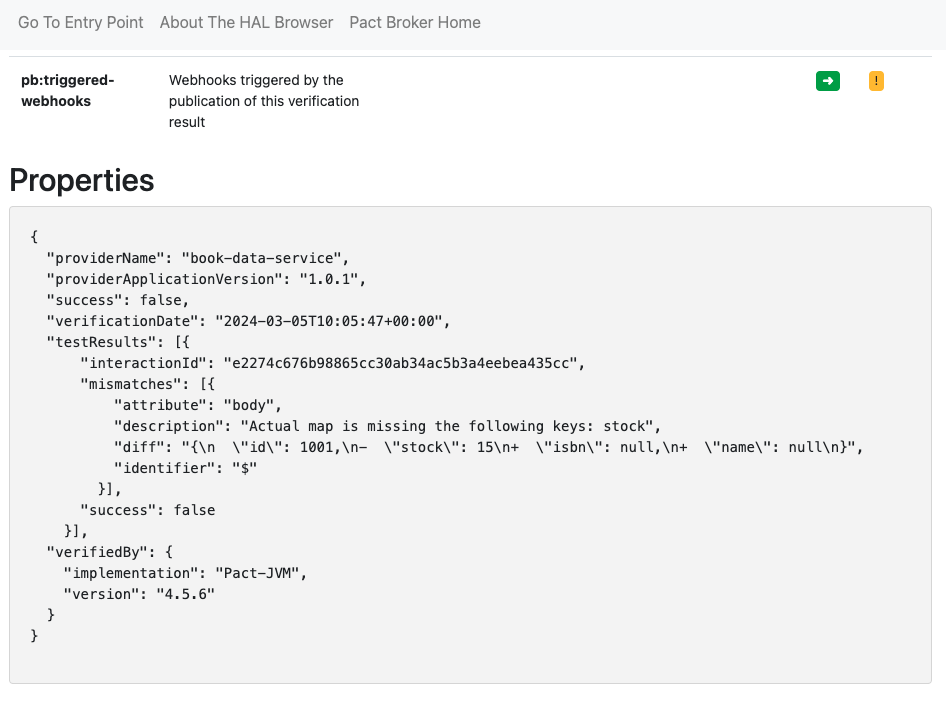 Go To Entry Point About The HAL Browser Pact Broker Home
pb:triggered- Webhooks triggered by the
webhooks publication of this verification
result
➜ !
Properties
{
  "providerName": "book-data-service",
  "providerApplicationVersion": "1.0.1",
  "success": false,
  "verificationDate": "2024-03-05T10:05:47+00:00",
  "testResults": [{
      "interactionId": "e2274c676b98865cc30ab34ac5b3a4eebea435cc",
      "mismatches": [{
          "attribute": "body",
          "description": "Actual map is missing the following keys: stock",
          "diff": "{\n  \"id\": 1001,\n-  \"stock\": 15\n+  \"isbn\": null,\n+  \"name\": null\n}",
          "identifier": "$"
        }],
      "success": false
    }],
  "verifiedBy": {
    "implementation": "Pact-JVM",
    "version": "4.5.6"
  }
}